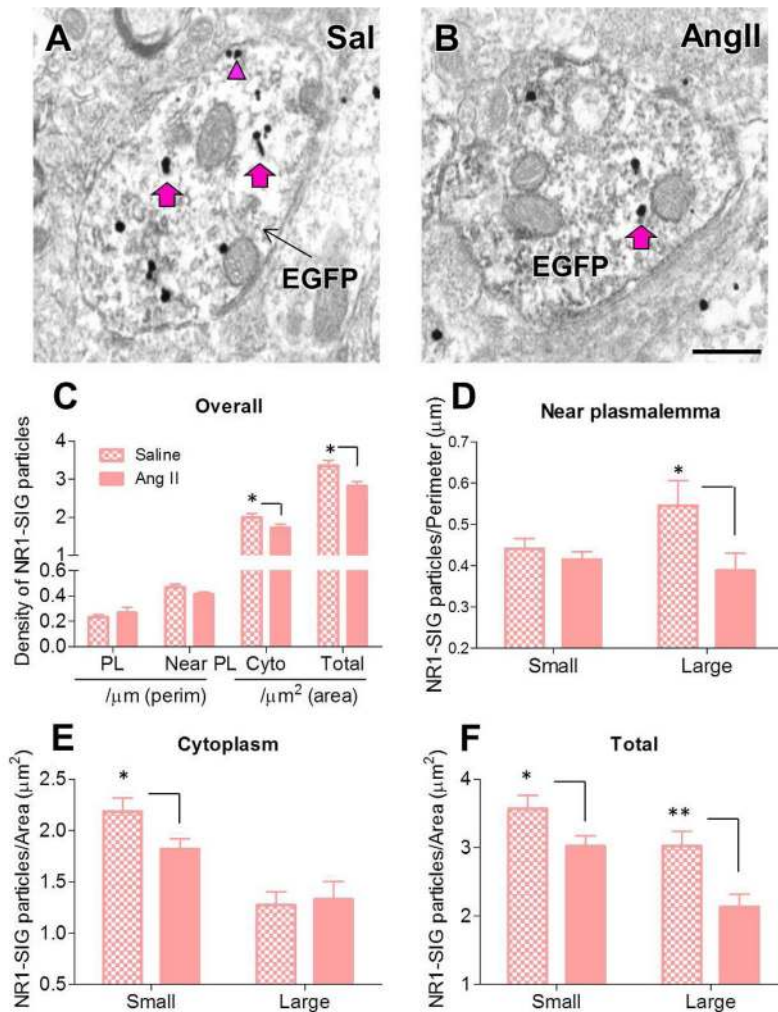 A
Sal
EGFP
B
AngII
EGFP
C
Overall
Density of NR1-SIG particles
4
3
2
1
0.6
0.4
0.2
0.0
Saline
Ang II
*
*
PL Near PL Cyto Total
/μm (perim) /μm² (area)
D
Near plasmalemma
NR1-SIG particles/Perimeter (μm)
0.7
0.6
0.5
0.4
0.3
0.2
*
Small Large
E
Cytoplasm
NR1-SIG particles/Area (μm²)
2.5
2.0
1.5
1.0
0.5
*
Small Large
F
Total
NR1-SIG particles/Area (μm²)
4
3
2
1
*
**
Small Large